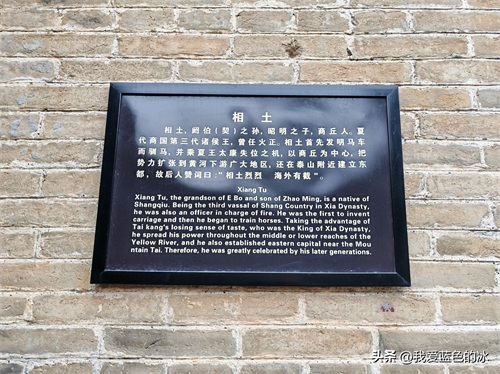 相土
相土，阏伯（契）之孙，昭明之子，商丘人。夏
代商国第三代诸侯王，曾任火正。相土首先发明马车
而驯马，并乘夏王太康失位之机，以商丘为中心，把
势力扩张到黄河下游广大地区，还在泰山附近建立东
都，故后人赞词曰："相土烈烈 海外有截"。
Xiang Tu
Xiang Tu, the grandson of E Bo and son of Zhao Ming, is a native of
Shangqiu. Being the third vassal of Shang Country in Xia Dynasty,
he was also an officer in charge of fire. He was the first to invent
carriage and then he began to train horses. Taking the advantage of
Tai kang's losing sense of taste, who was the King of Xia Dynasty,
he spread his power throughout the middle or lower reaches of the
Yellow River, and he also established eastern capital near the Mou
ntain Tai. Therefore, he was greatly celebrated by his later generations.
头条 @我爱蓝色的冰